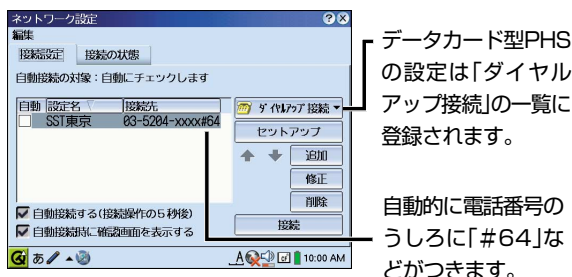 ネットワーク設定
編集
接続設定 接続の状態
自動接続の対象：自動にチェックします
自動 設定名 接続先
SST東京 03-5204-xxxx#64
ﾀﾞｲﾔﾙｱｯﾌﾟ接続
セットアップ
追加
修正
削除
自動接続する(接続操作の5秒後)
自動接続時に確認画面を表示する
接続
あ
A
10:00 AM
データカード型PHS
の設定は「ダイヤル
アップ接続」の一覧に
登録されます。
自動的に電話番号の
うしろに「＃64」な
どがつきます。